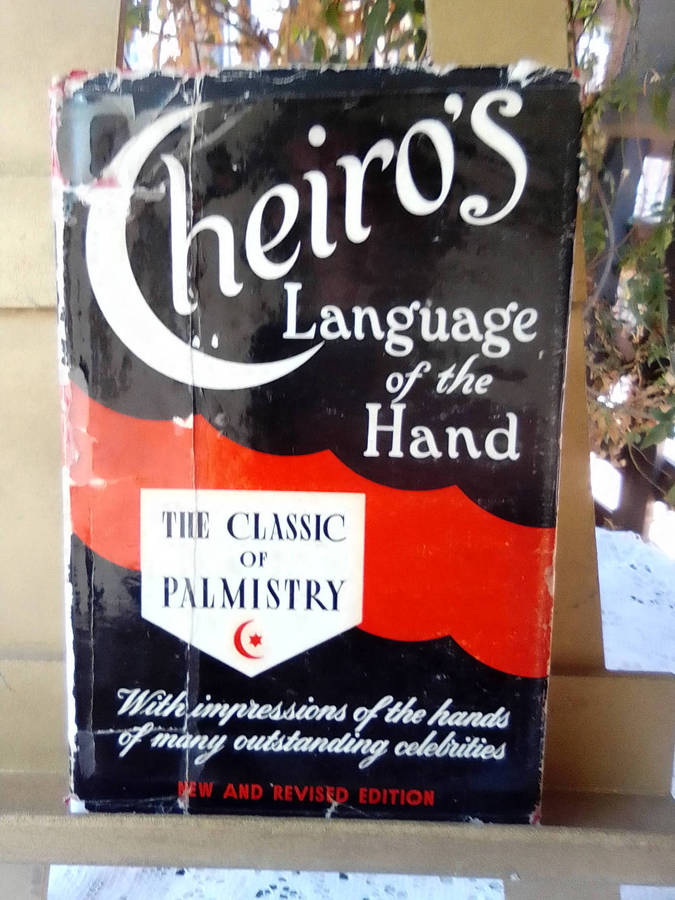 Cheiro's
Language
of the
Hand
THE CLASSIC
OF
PALMISTRY
With impressions of the hands
of many outstanding celebrities
NEW AND REVISED EDITION